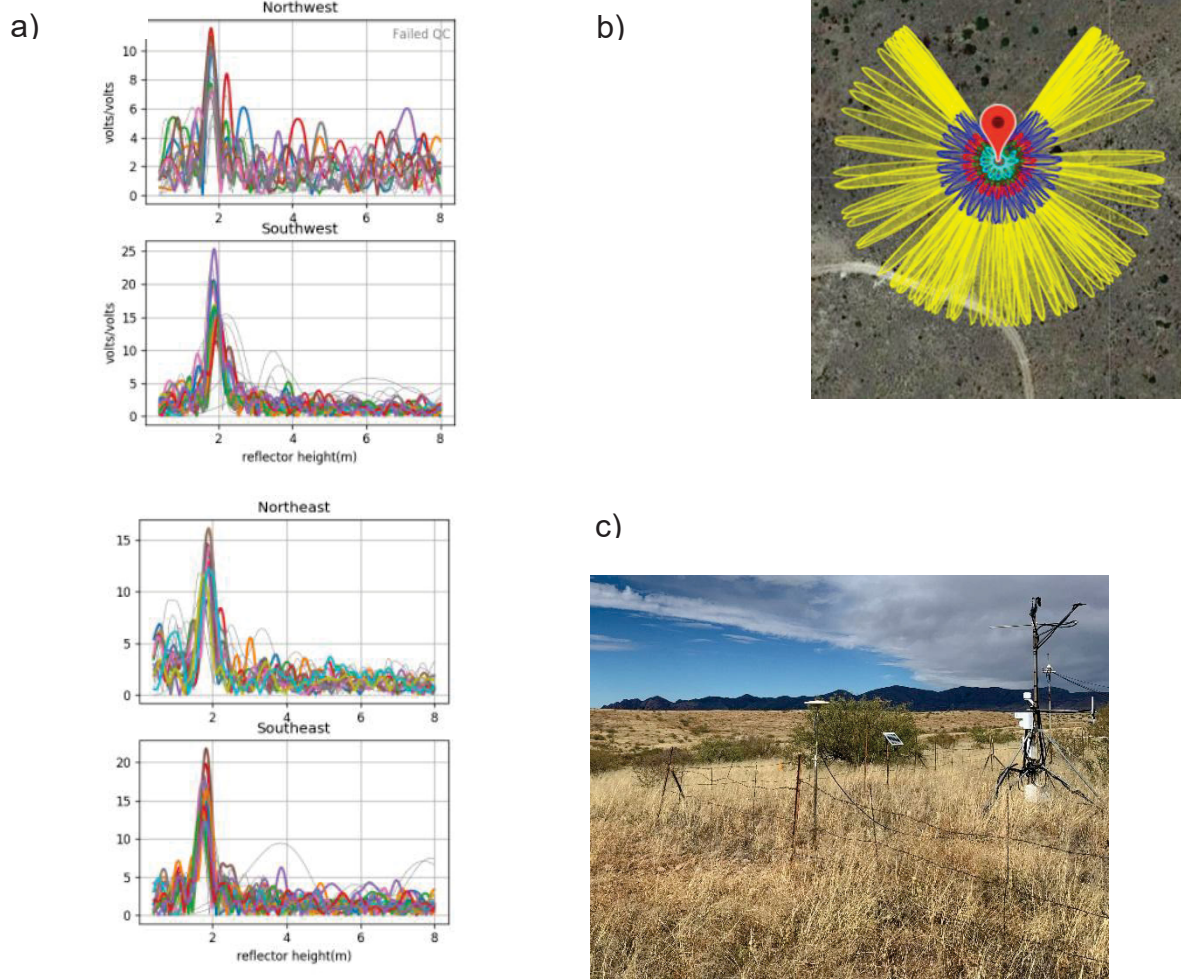 a)
Northwest
Failed QC
volts/volts
10
8
6
4
2
0
2 4 6 8
Southwest
volts/volts
25
20
15
10
5
0
2 4 6 8
reflector height(m)
Northeast
15
10
5
0
2 4 6 8
Southeast
20
15
10
5
0
2 4 6 8
reflector height(m)
b)
c)